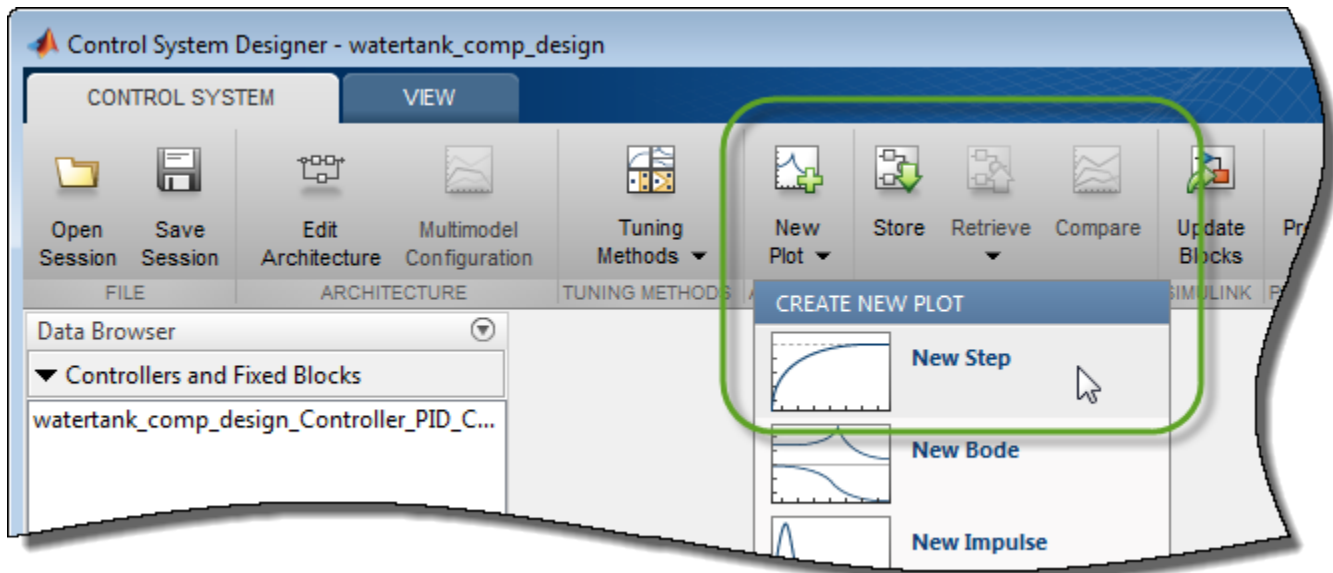 Control System Designer - watertank_comp_design
CONTROL SYSTEM VIEW
Open Save Edit Multimodel Tuning New Store Retrieve Compare Update
Session Session Architecture Configuration Methods Plot Blocks
FILE ARCHITECTURE TUNING METHODS SIMULINK
Data Browser
CREATE NEW PLOT
Controllers and Fixed Blocks
New Step
watertank_comp_design_Controller_PID_C...
New Bode
New Impulse